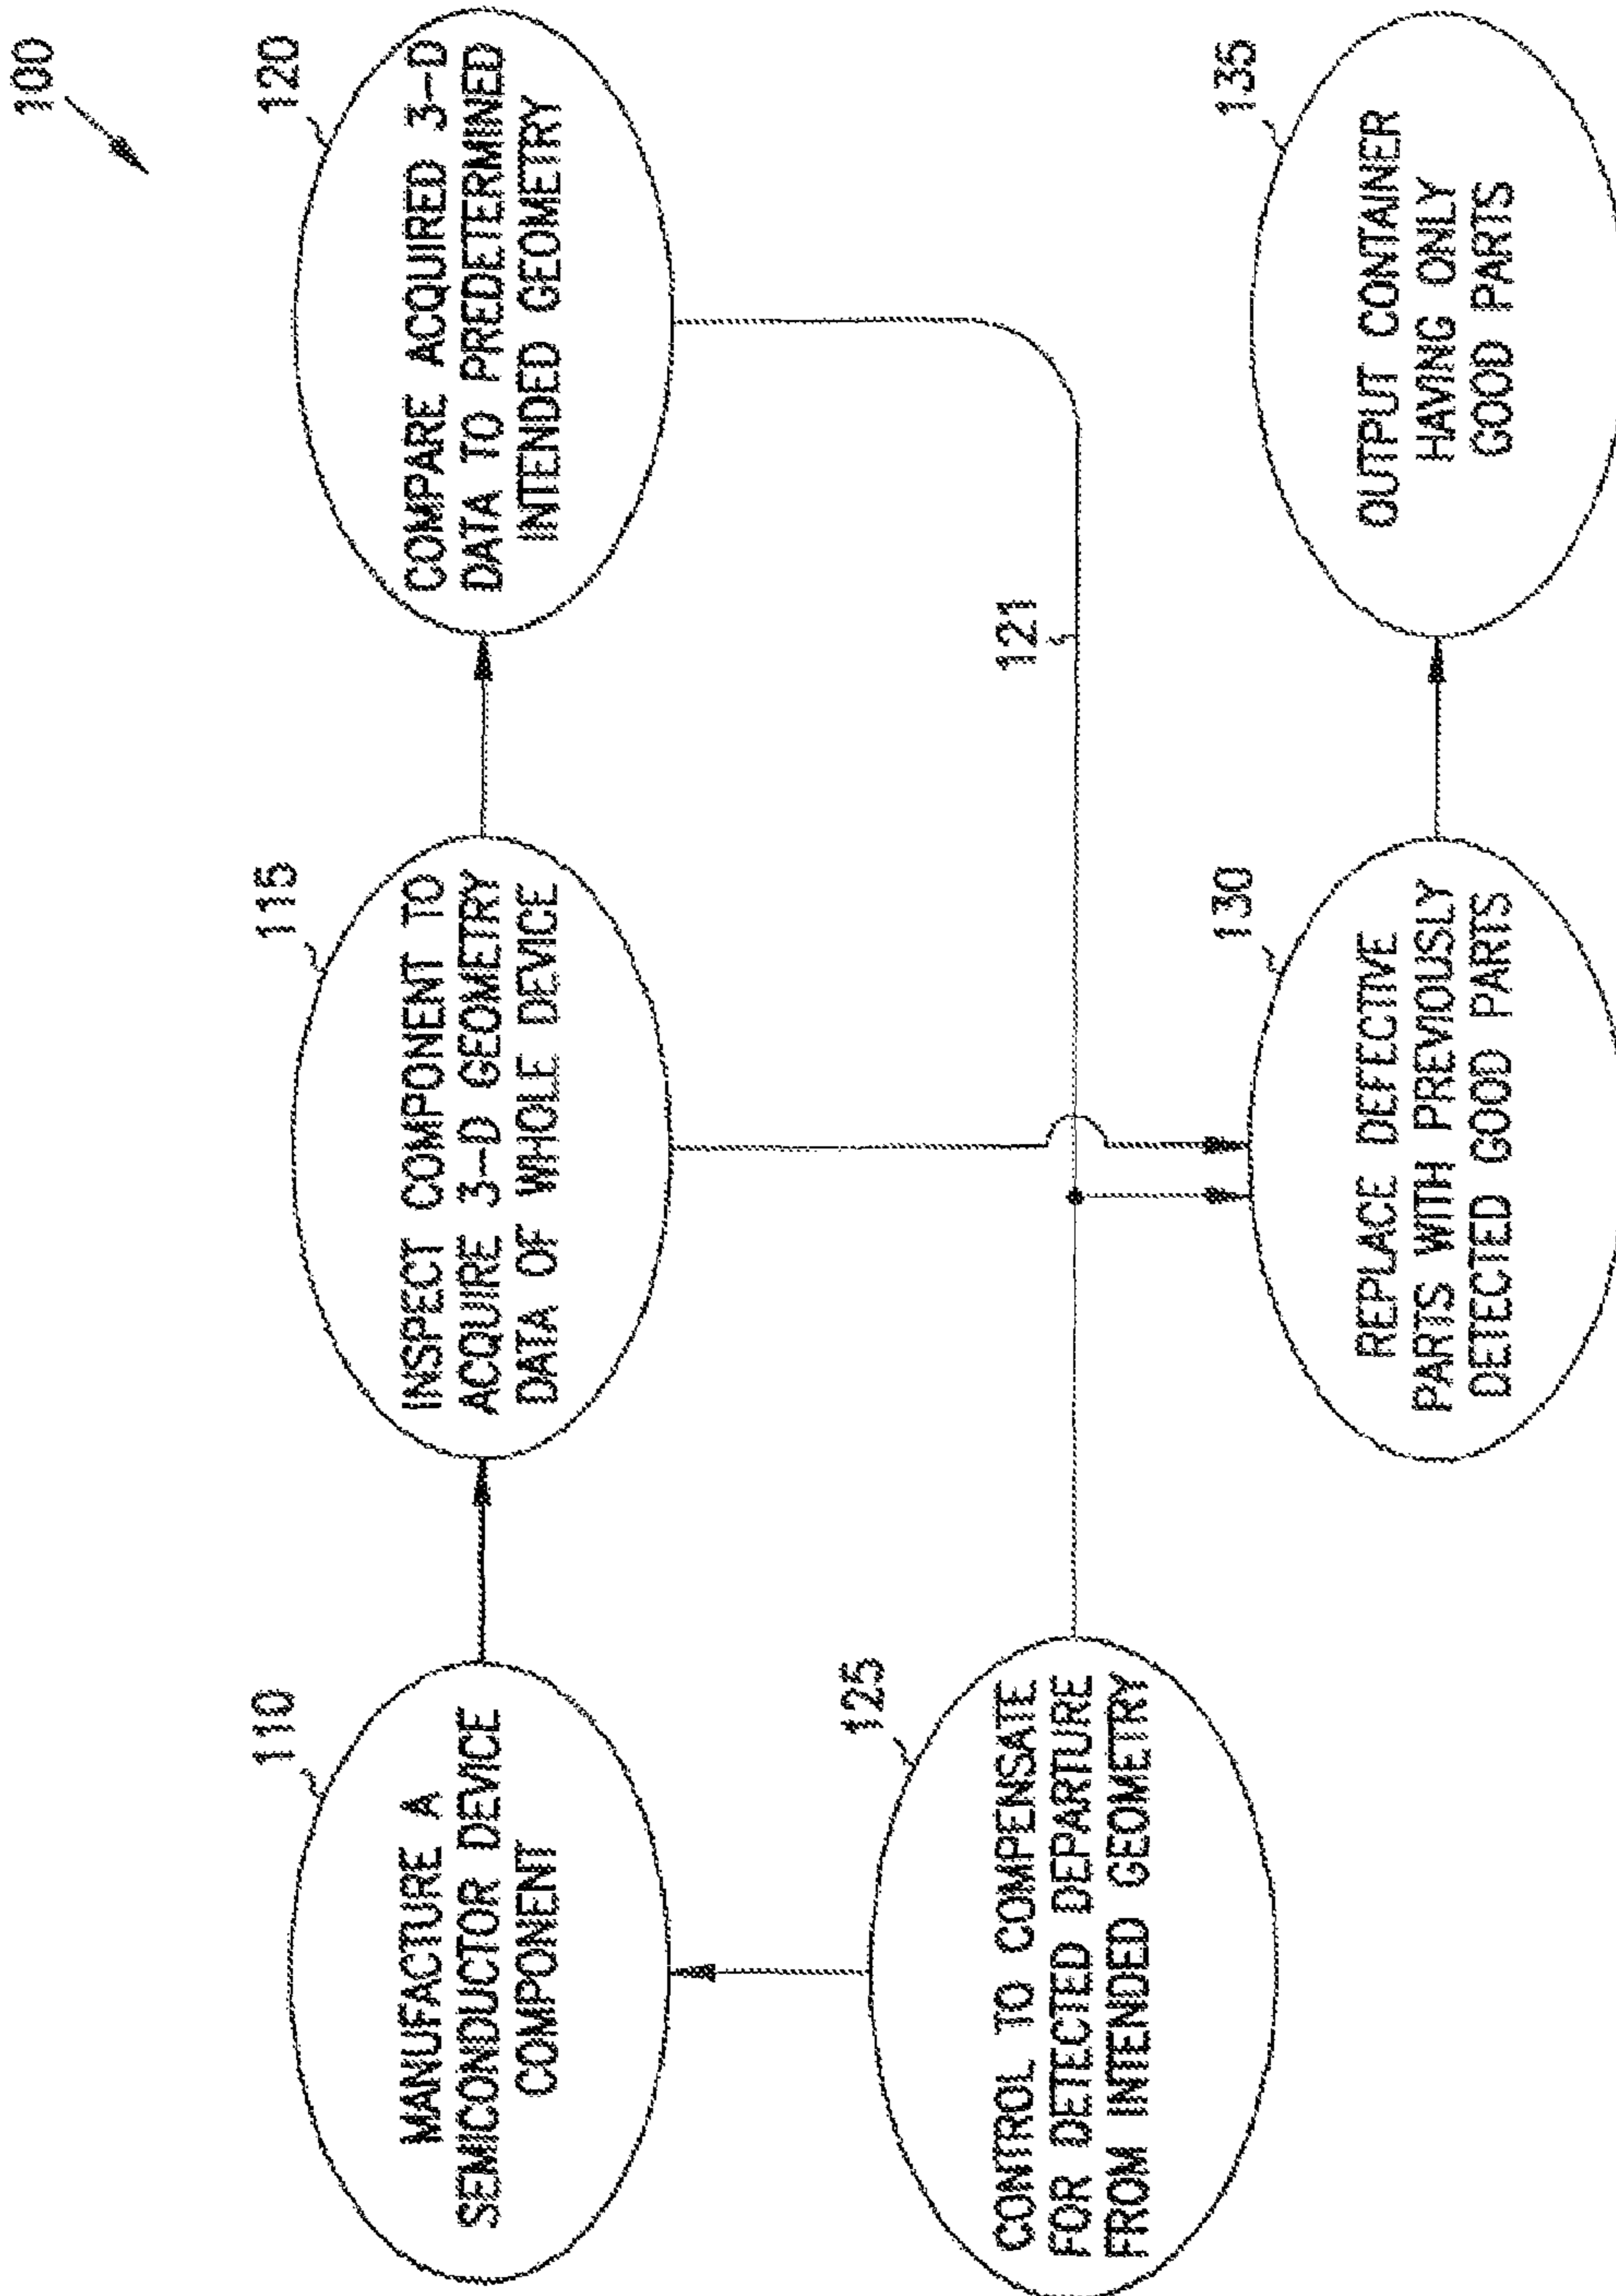 100
110
MANUFACTURE A
SEMICONDUCTOR DEVICE
COMPONENT
115
INSPECT COMPONENT TO
ACQUIRE 3-D GEOMETRY
DATA OF WHOLE DEVICE
120
COMPARE ACQUIRED 3-D
DATA TO PREDETERMINED
INTENDED GEOMETRY
125
CONTROL TO COMPENSATE
FOR DETECTED DEPARTURE
FROM INTENDED GEOMETRY
121
130
REPLACE DEFECTIVE
PARTS WITH PREVIOUSLY
DETECTED GOOD PARTS
135
OUTPUT CONTAINER
HAVING ONLY
GOOD PARTS